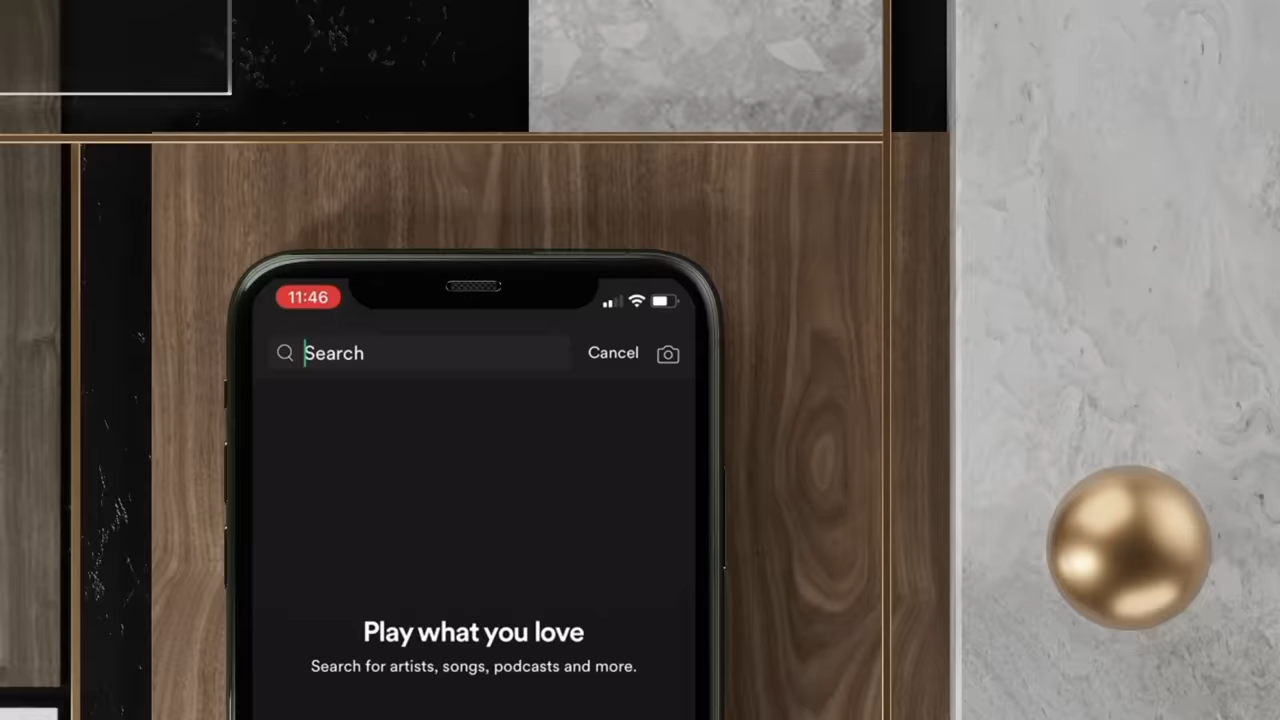 11:46
Search
Cancel
Play what you love
Search for artists, songs, podcasts and more.